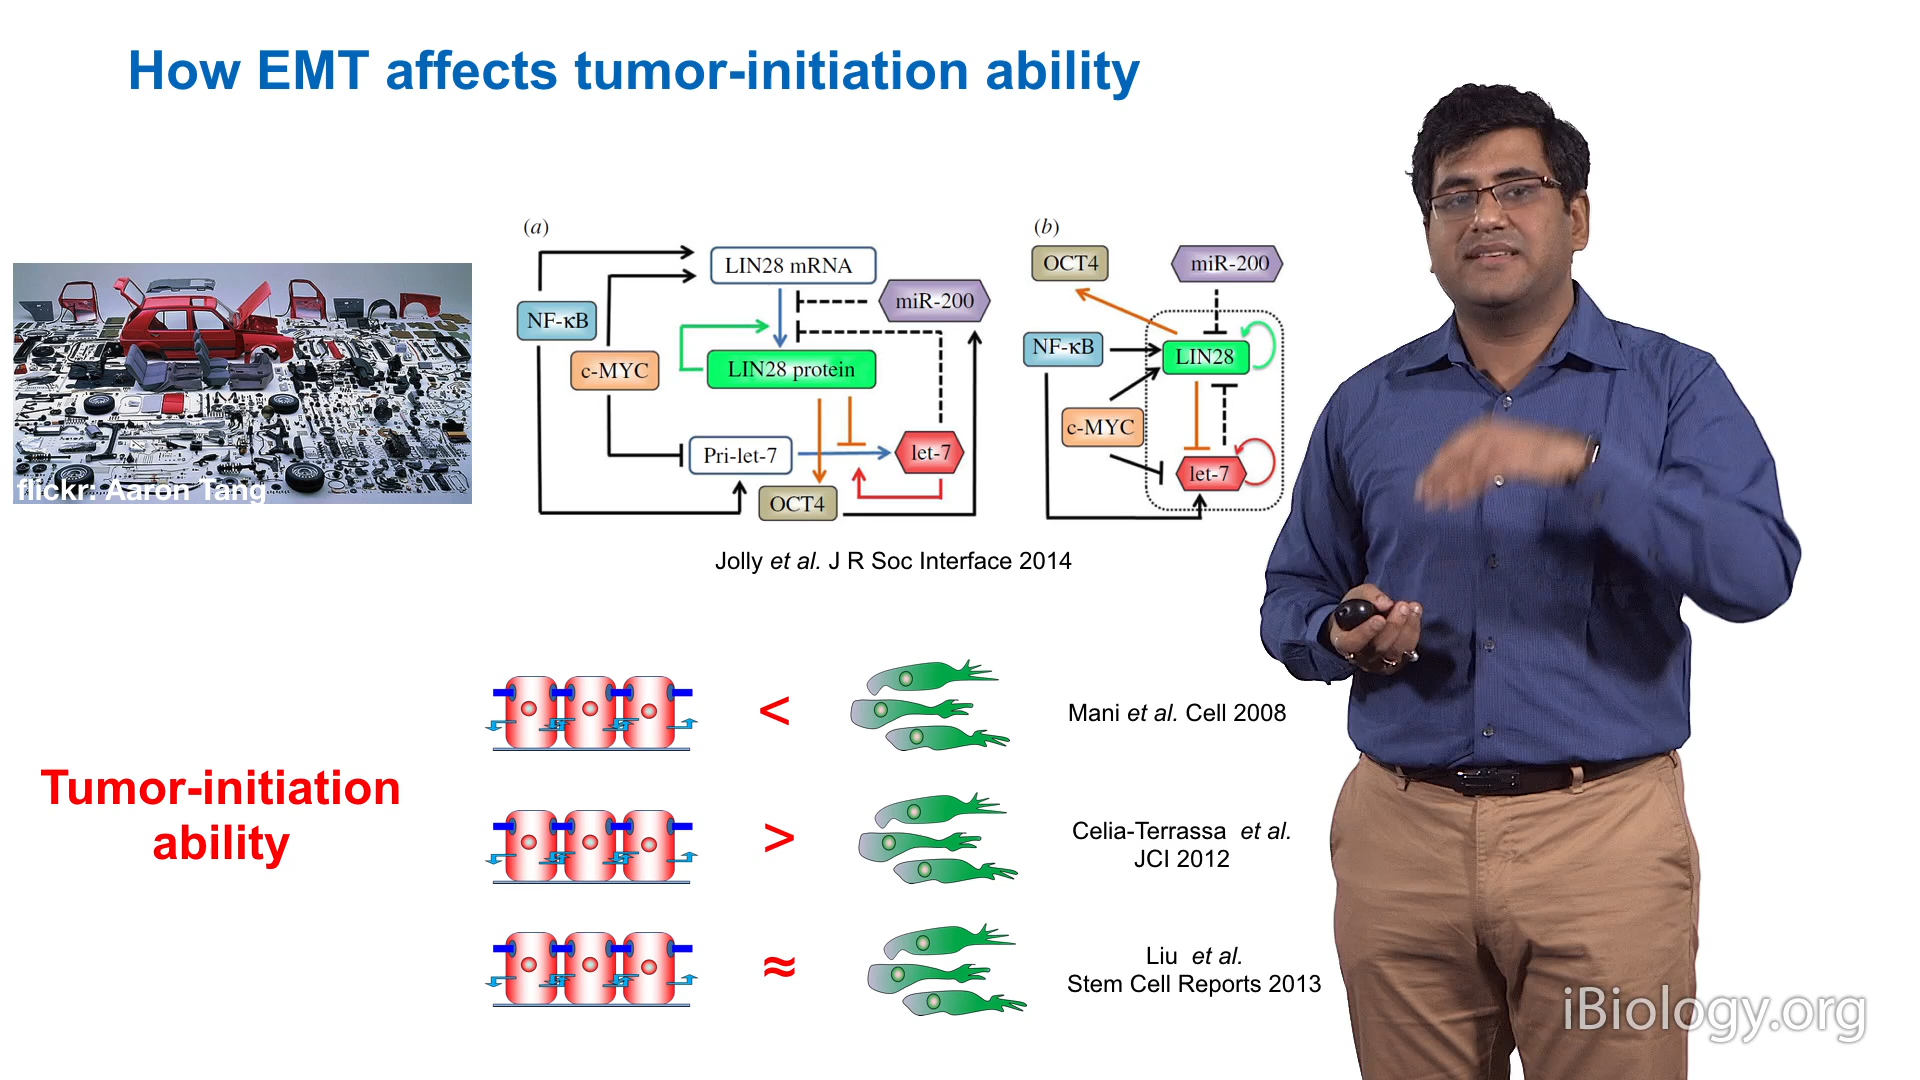 How EMT affects tumor-initiation ability
flickr: Aaron Tang
(a)
LIN28 mRNA
miR-200
NF-κB
c-MYC
LIN28 protein
Pri-let-7
let-7
OCT4
(b)
OCT4
miR-200
NF-κB
LIN28
c-MYC
let-7
Jolly et al. J R Soc Interface 2014
Tumor-initiation
ability
<
Mani et al. Cell 2008
>
Celia-Terrassa et al.
JCI 2012
≈
Liu et al.
Stem Cell Reports 2013
iBiology.org